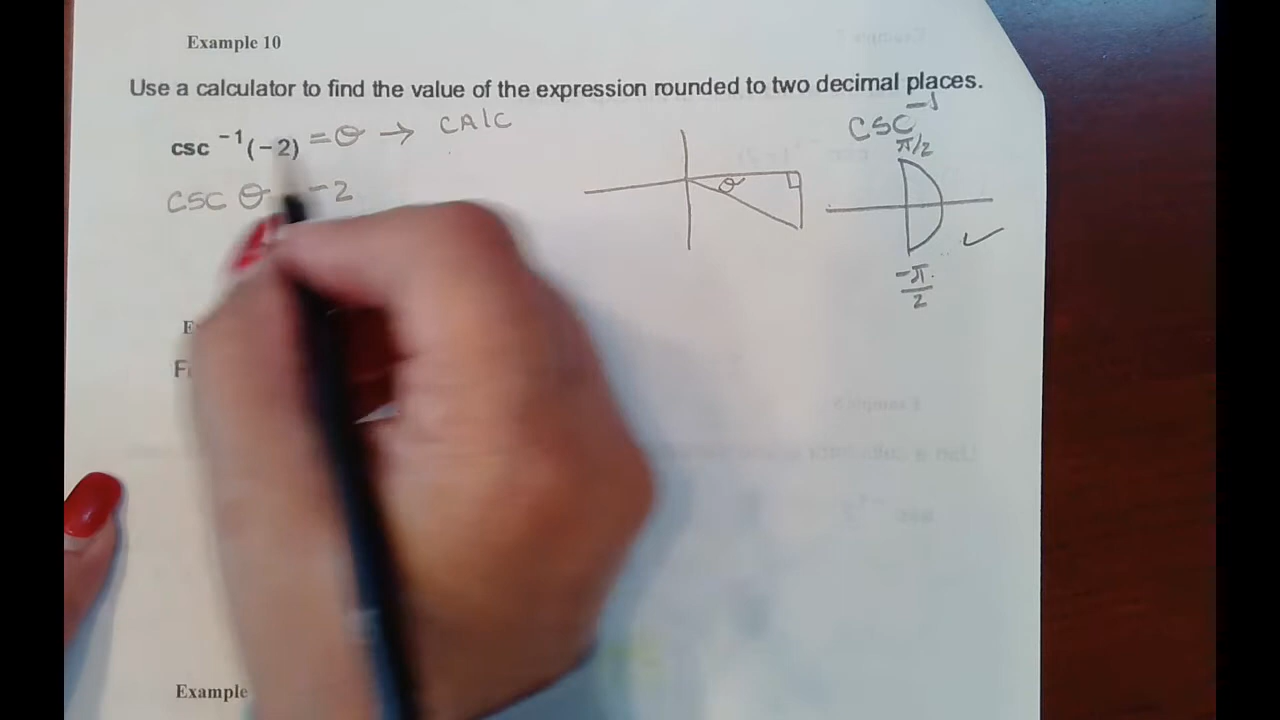 Example 10
Use a calculator to find the value of the expression rounded to two decimal places.
csc⁻¹(-2) = θ → CALC
csc θ -2
θ
csc⁻¹
π/2
-π/2
Example